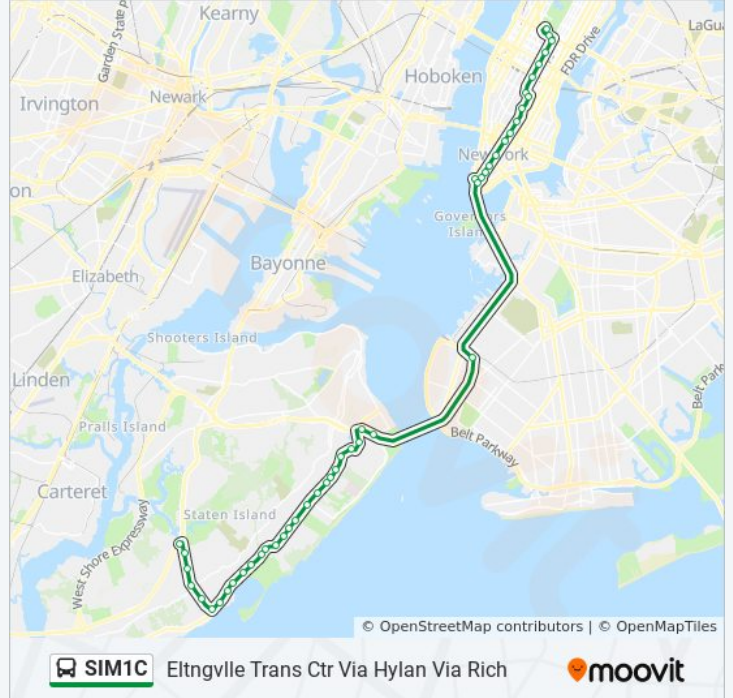 Kearny
Garden State P
FDR Drive
LaGua
Hoboken
Irvington
Newark
New York
on
Governors
Island
Bayonne
Elizabeth
Shooters Island
Linden
Belt Park
Pralls Island
Belt Parkway
Carteret
Staten Island
West Shore Expressway
© OpenStreetMap contributors | © OpenMapTiles
SIM1C Eltngvlle Trans Ctr Via Hylan Via Rich moovit